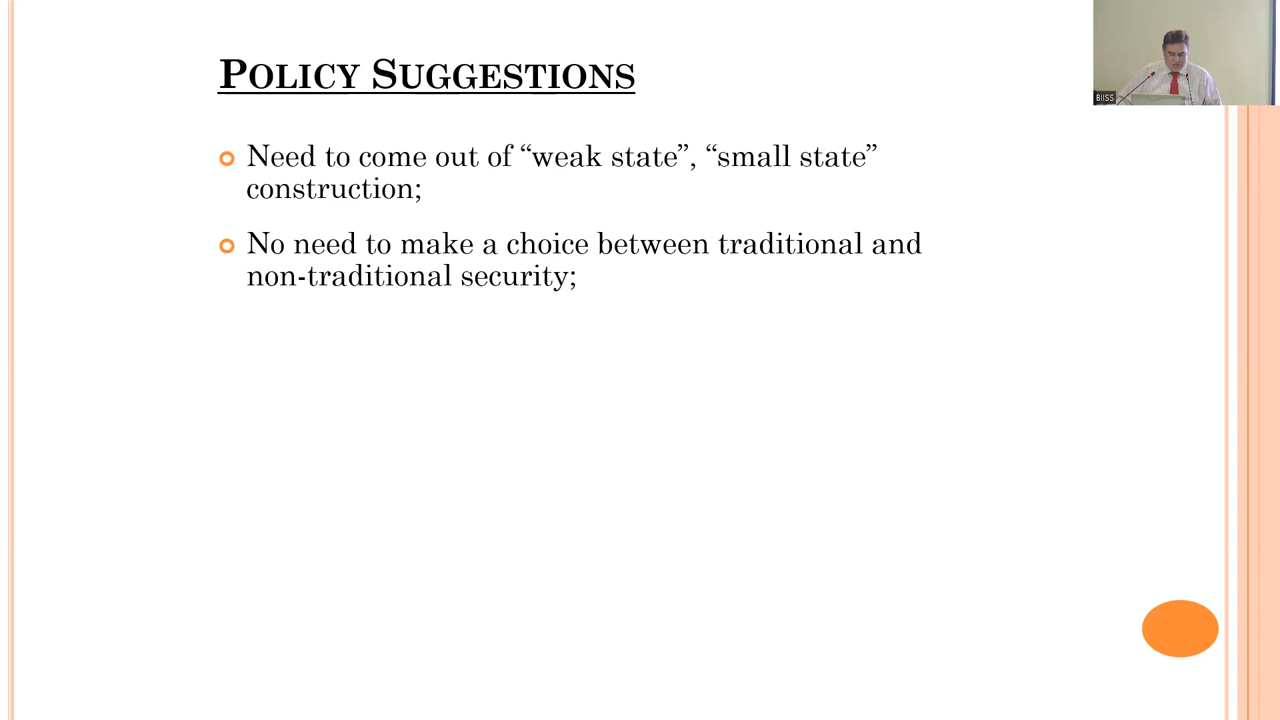 POLICY SUGGESTIONS
Need to come out of “weak state”, “small state”
construction;
No need to make a choice between traditional and
non-traditional security;
BIISS